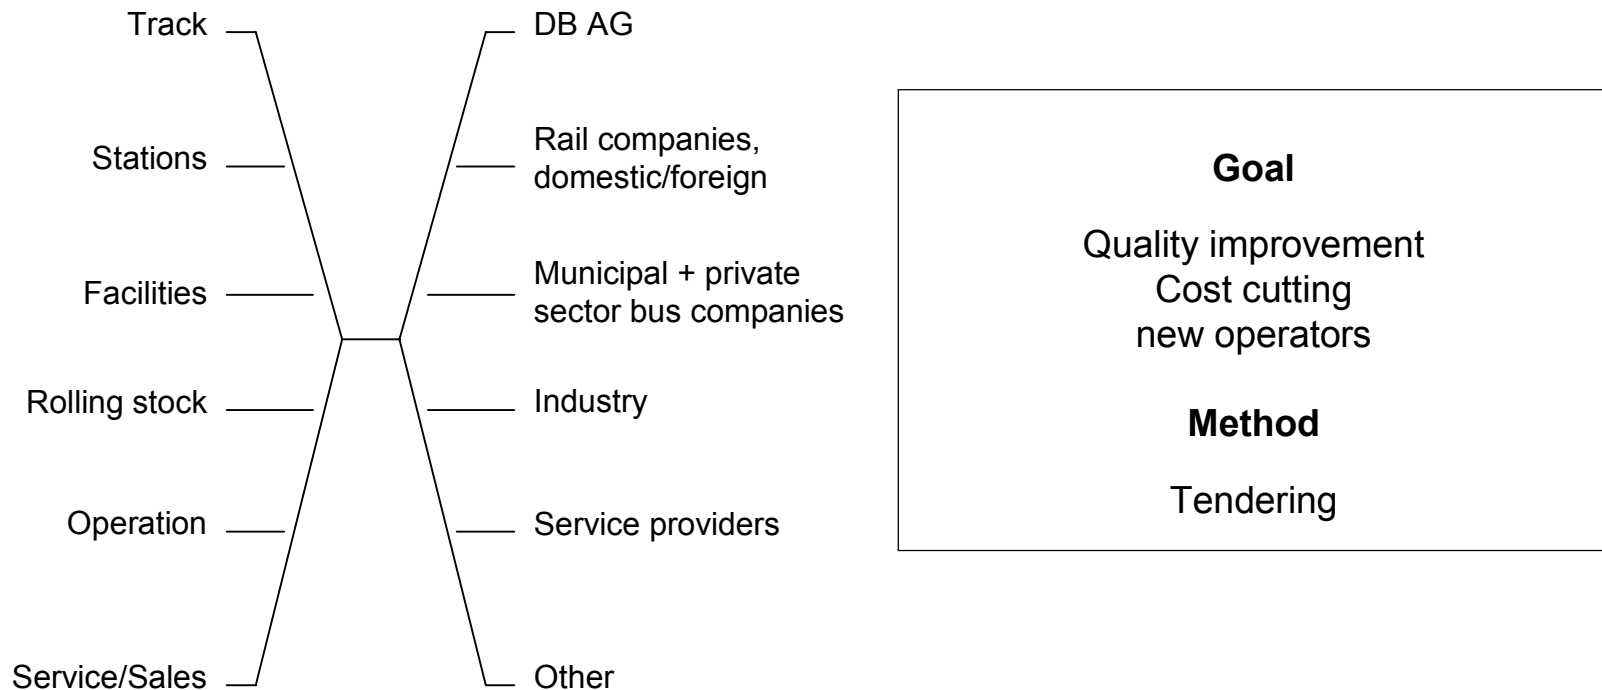 Track
Stations
Facilities
Rolling stock
Operation
Service/Sales
DB AG
Rail companies,
domestic/foreign
Municipal + private
sector bus companies
Industry
Service providers
Other
Goal
Quality improvement
Cost cutting
new operators
Method
Tendering